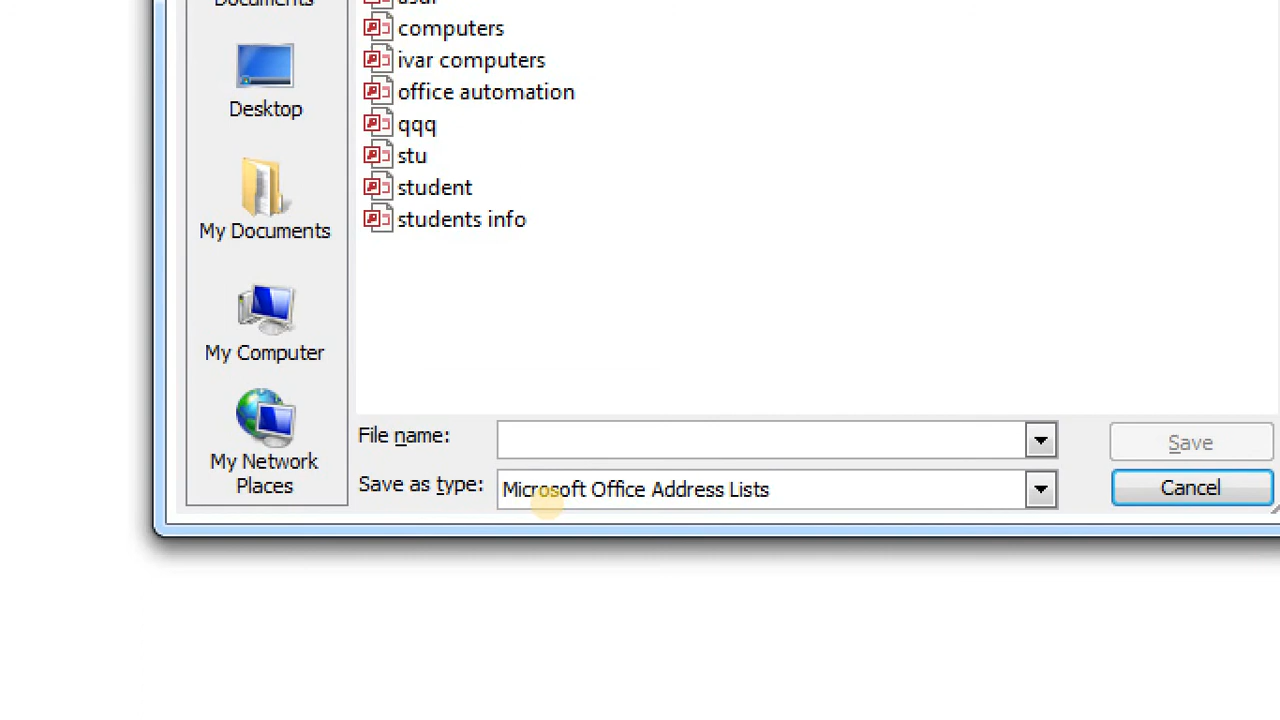 Documents
computers
ivar computers
office automation
Desktop
qqq
stu
student
students info
My Documents
My Computer
File name:
Save
My Network
Places
Save as type:
Microsoft Office Address Lists
Cancel